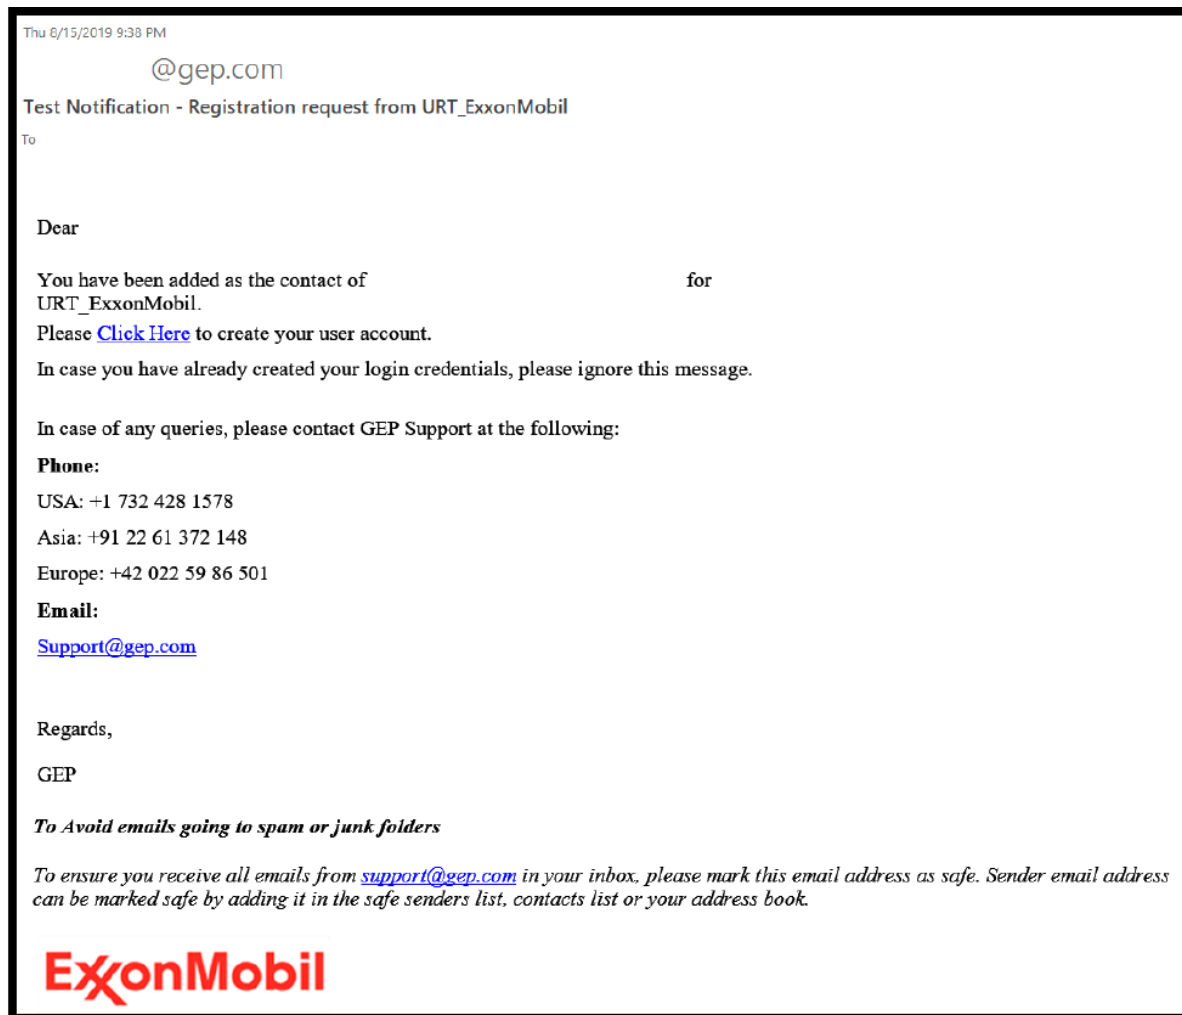 Thu 8/15/2019 9:38 PM
@gep.com
Test Notification - Registration request from URT_ExxonMobil
To
Dear
You have been added as the contact of for
URT_ExxonMobil.
Please Click Here to create your user account.
In case you have already created your login credentials, please ignore this message.
In case of any queries, please contact GEP Support at the following:
Phone:
USA: +1 732 428 1578
Asia: +91 22 61 372 148
Europe: +42 022 59 86 501
Email:
Support@gep.com
Regards,
GEP
To Avoid emails going to spam or junk folders
To ensure you receive all emails from support@gep.com in your inbox, please mark this email address as safe. Sender email address
can be marked safe by adding it in the safe senders list, contacts list or your address book.
ExxonMobil